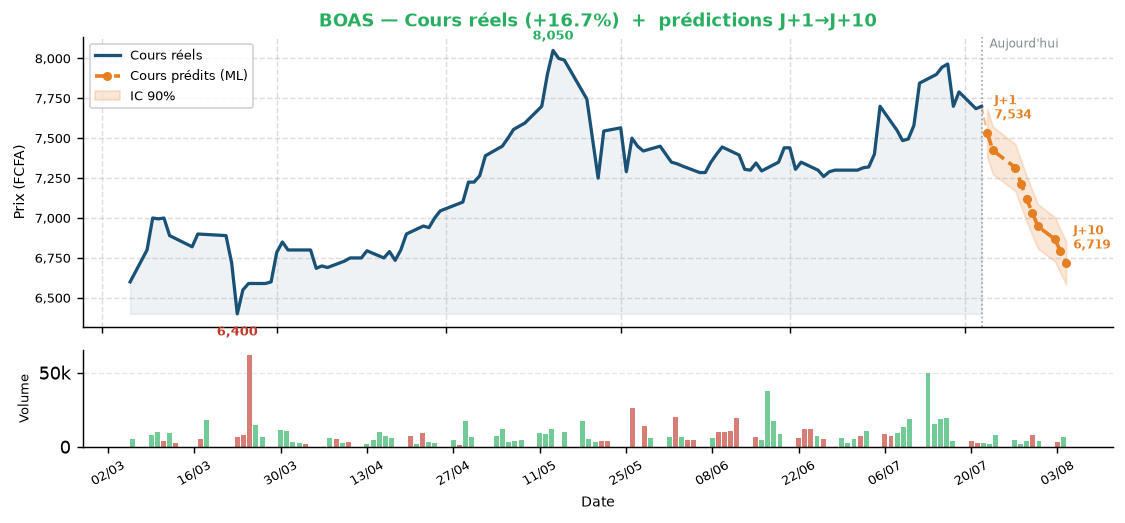 BOAS — Cours réels (+16.7%) + prédictions J+1→J+10
8,050
Aujourd'hui
Cours réels
Cours prédits (ML)
IC 90%
J+1
7,534
J+10
6,719
6,400
Prix (FCFA)
8,000
7,750
7,500
7,250
7,000
6,750
6,500
Volume
50k
0
02/03
16/03
30/03
13/04
27/04
11/05
25/05
08/06
22/06
06/07
20/07
03/08
Date